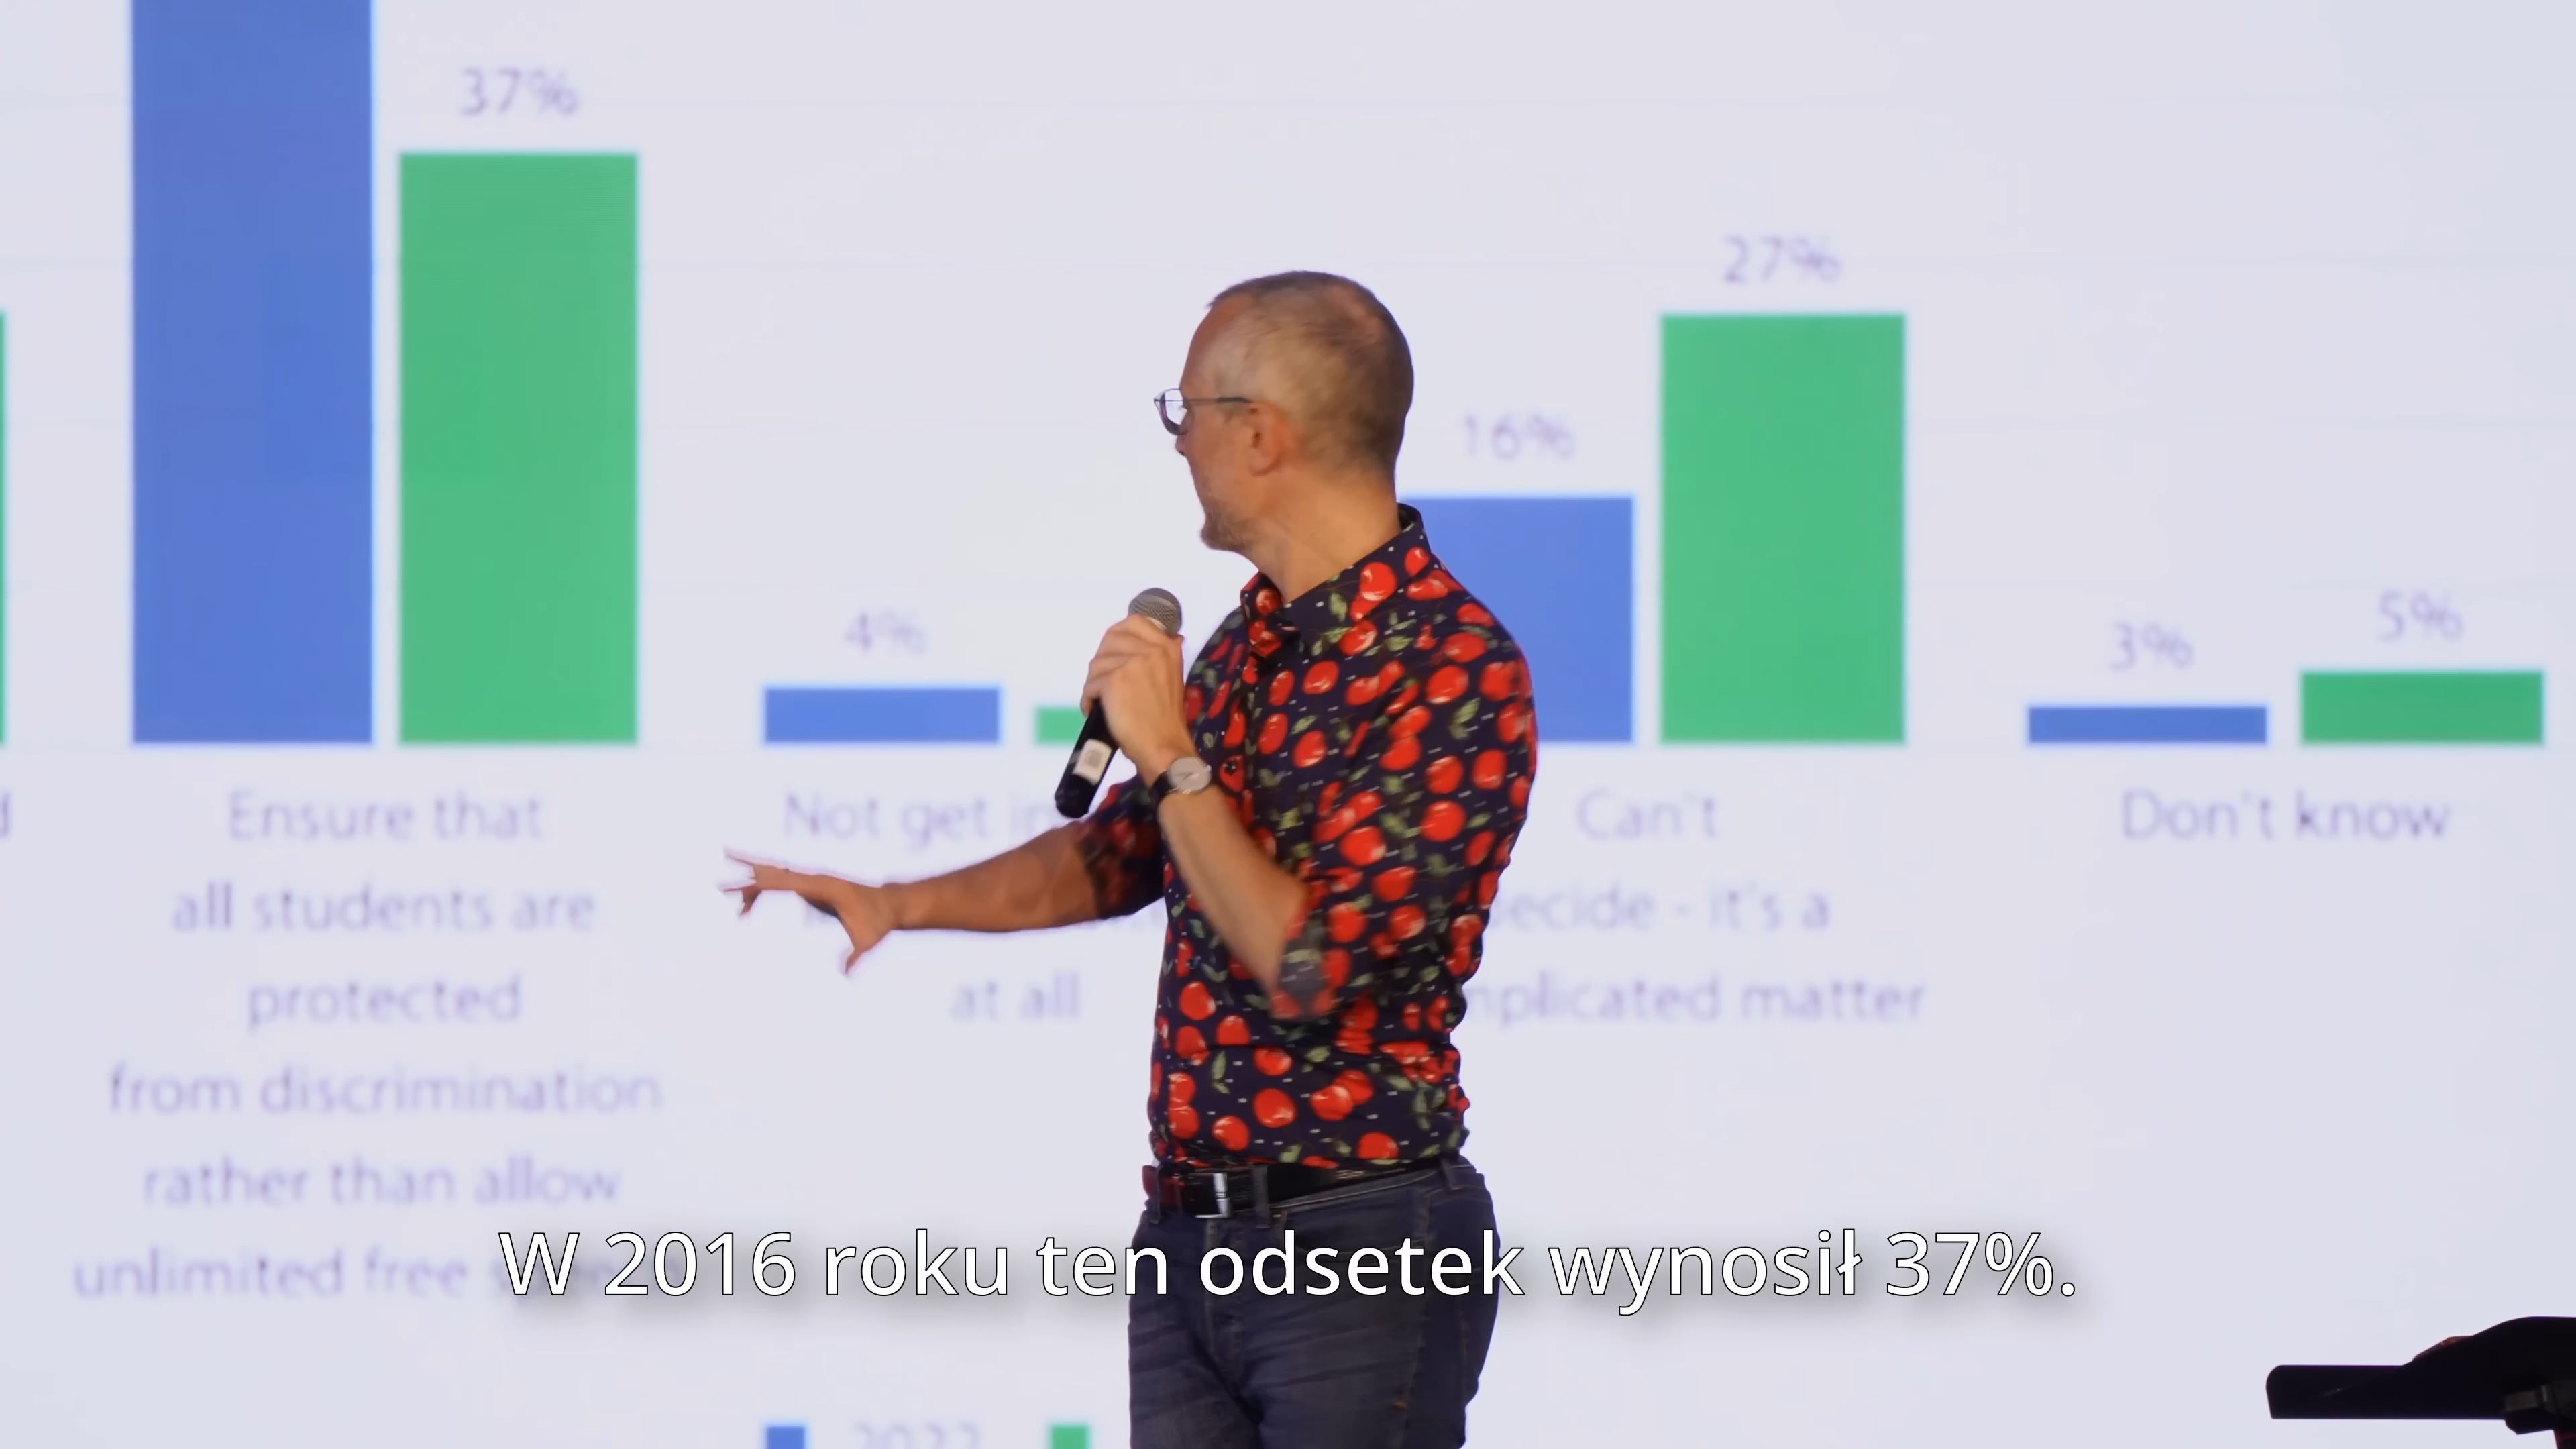 37%
27%
16%
4%
5%
3%
Ensure that
all students are
protected
from discrimination
rather than allow
unlimited free
Not get
at all
Can't
decide - it's a
matter
Don't know
W 2016 roku ten odsetek wynosił 37%.
2022